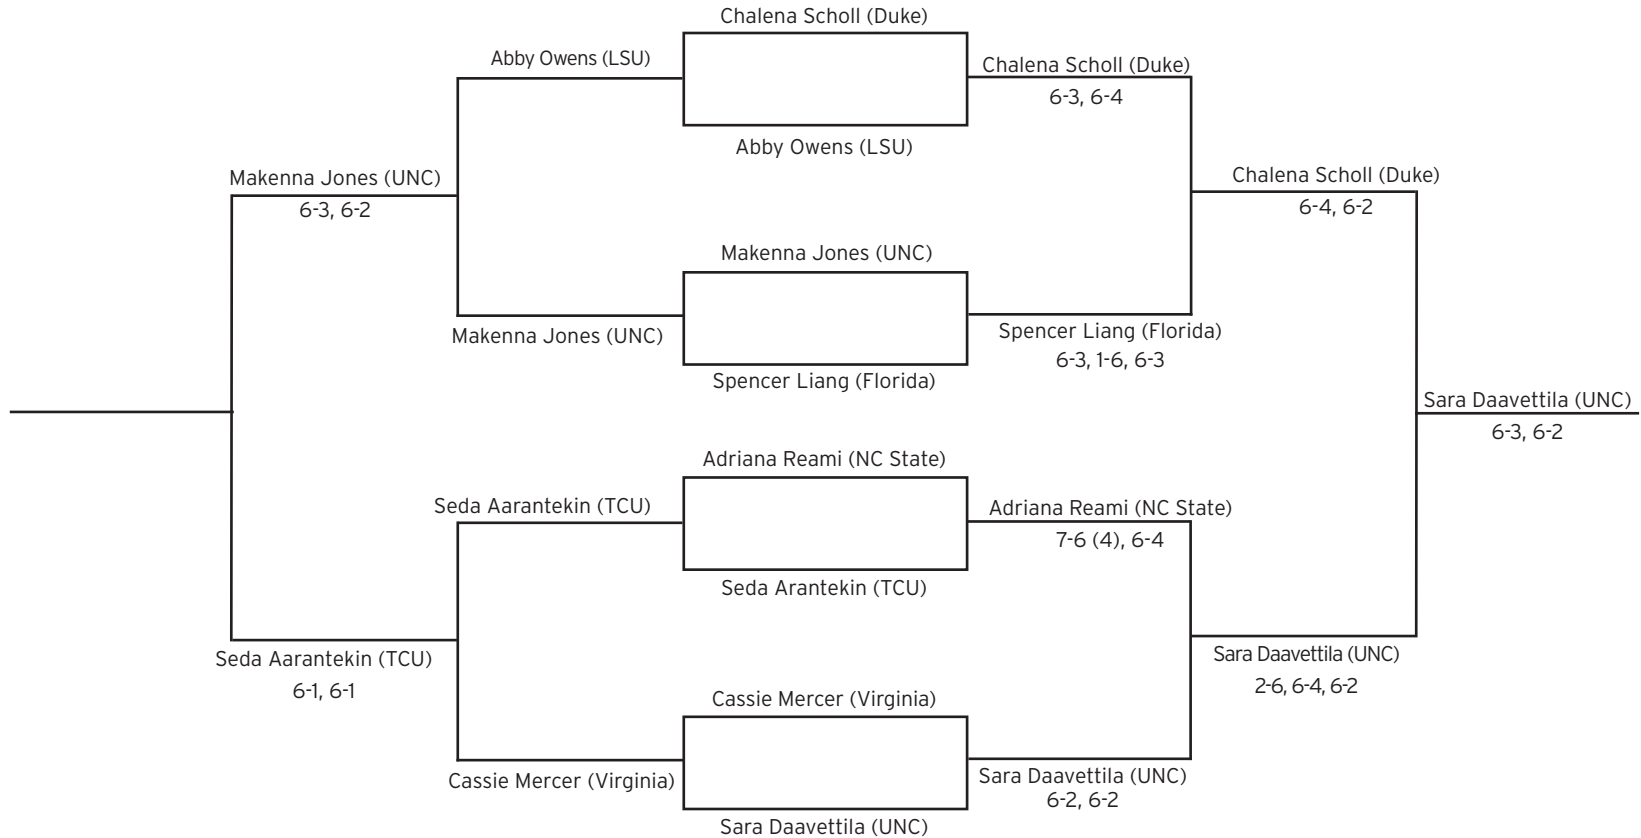 Chalena Scholl (Duke)
Abby Owens (LSU)
Chalena Scholl (Duke)
6-3, 6-4
Abby Owens (LSU)
Makenna Jones (UNC)
6-3, 6-2
Chalena Scholl (Duke)
6-4, 6-2
Makenna Jones (UNC)
Makenna Jones (UNC)
Spencer Liang (Florida)
6-3, 1-6, 6-3
Spencer Liang (Florida)
Sara Daavettila (UNC)
6-3, 6-2
Adriana Reami (NC State)
Seda Aarantekin (TCU)
Adriana Reami (NC State)
7-6 (4), 6-4
Seda Arantekin (TCU)
Seda Aarantekin (TCU)
6-1, 6-1
Sara Daavettila (UNC)
2-6, 6-4, 6-2
Cassie Mercer (Virginia)
Cassie Mercer (Virginia)
Sara Daavettila (UNC)
6-2, 6-2
Sara Daavettila (UNC)